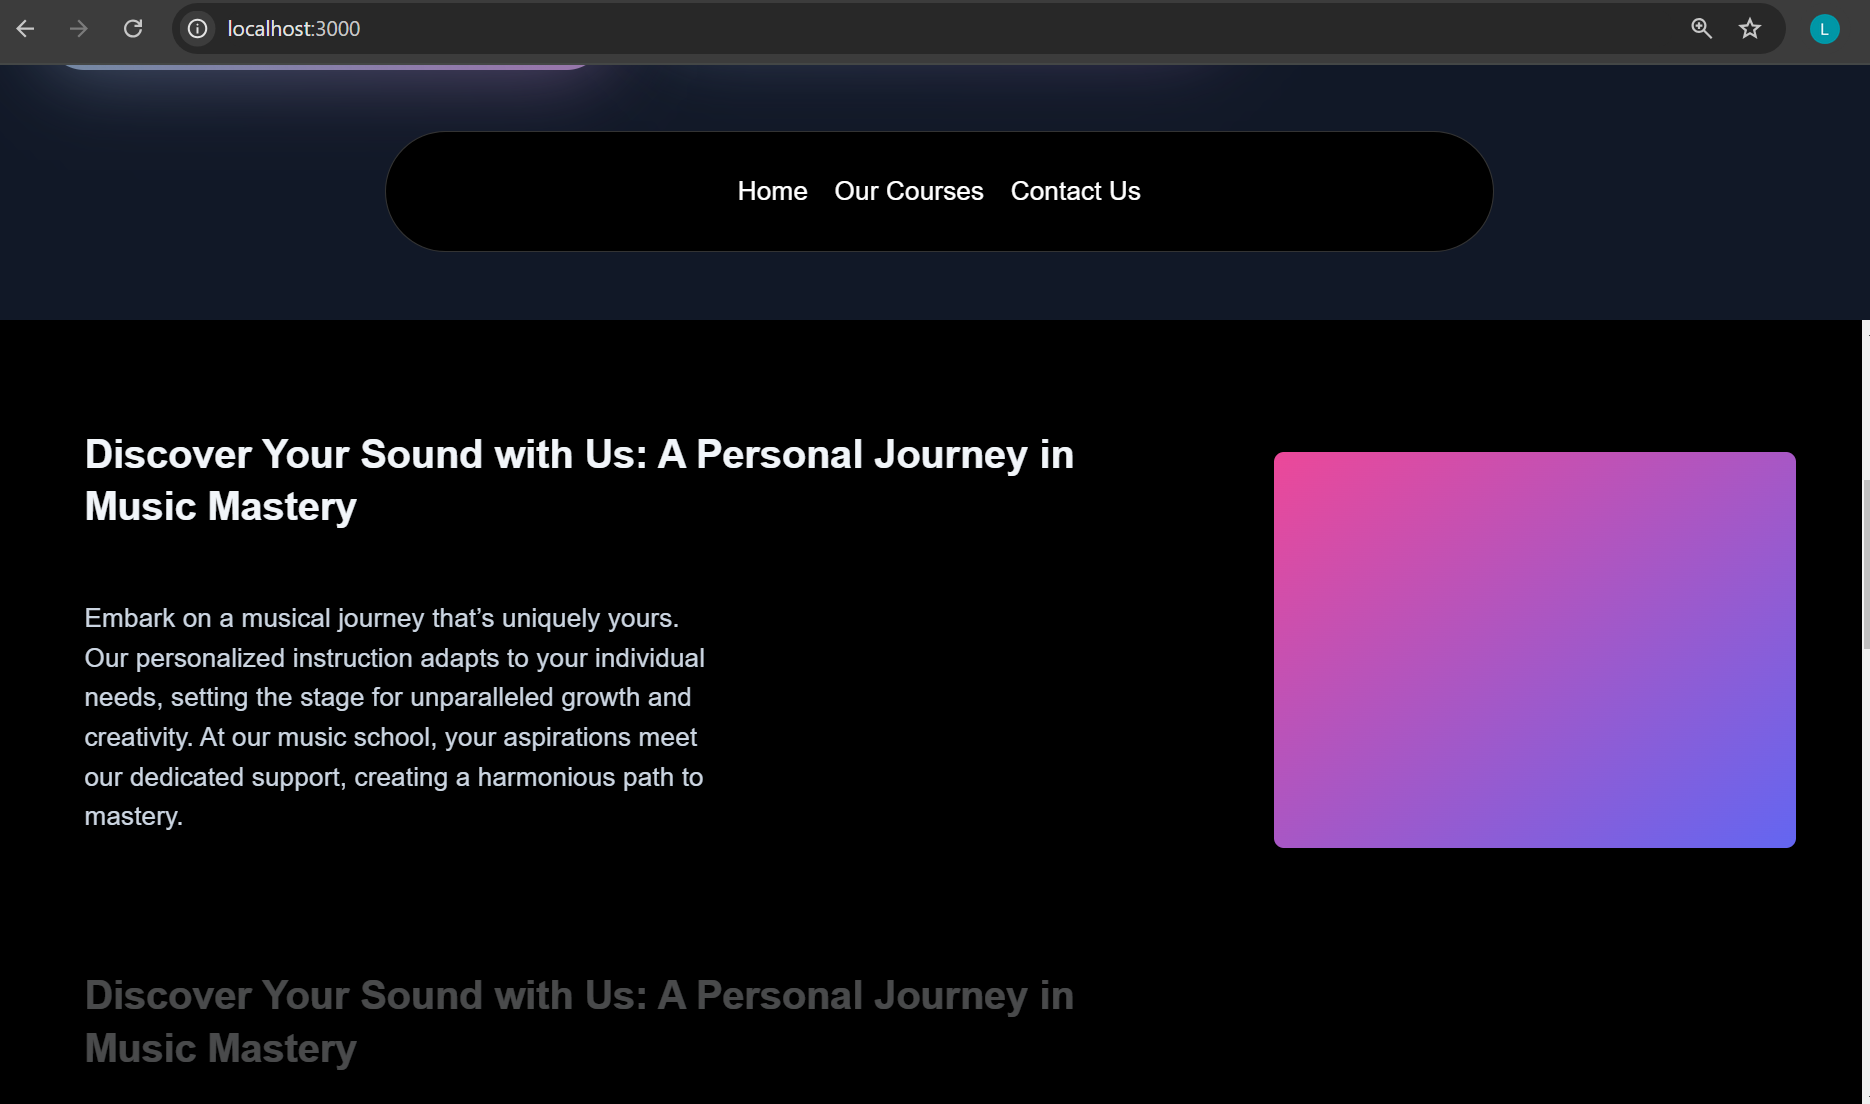 localhost:3000
L
Home Our Courses Contact Us
Discover Your Sound with Us: A Personal Journey in
Music Mastery
Embark on a musical journey that’s uniquely yours.
Our personalized instruction adapts to your individual
needs, setting the stage for unparalleled growth and
creativity. At our music school, your aspirations meet
our dedicated support, creating a harmonious path to
mastery.
Discover Your Sound with Us: A Personal Journey in
Music Mastery